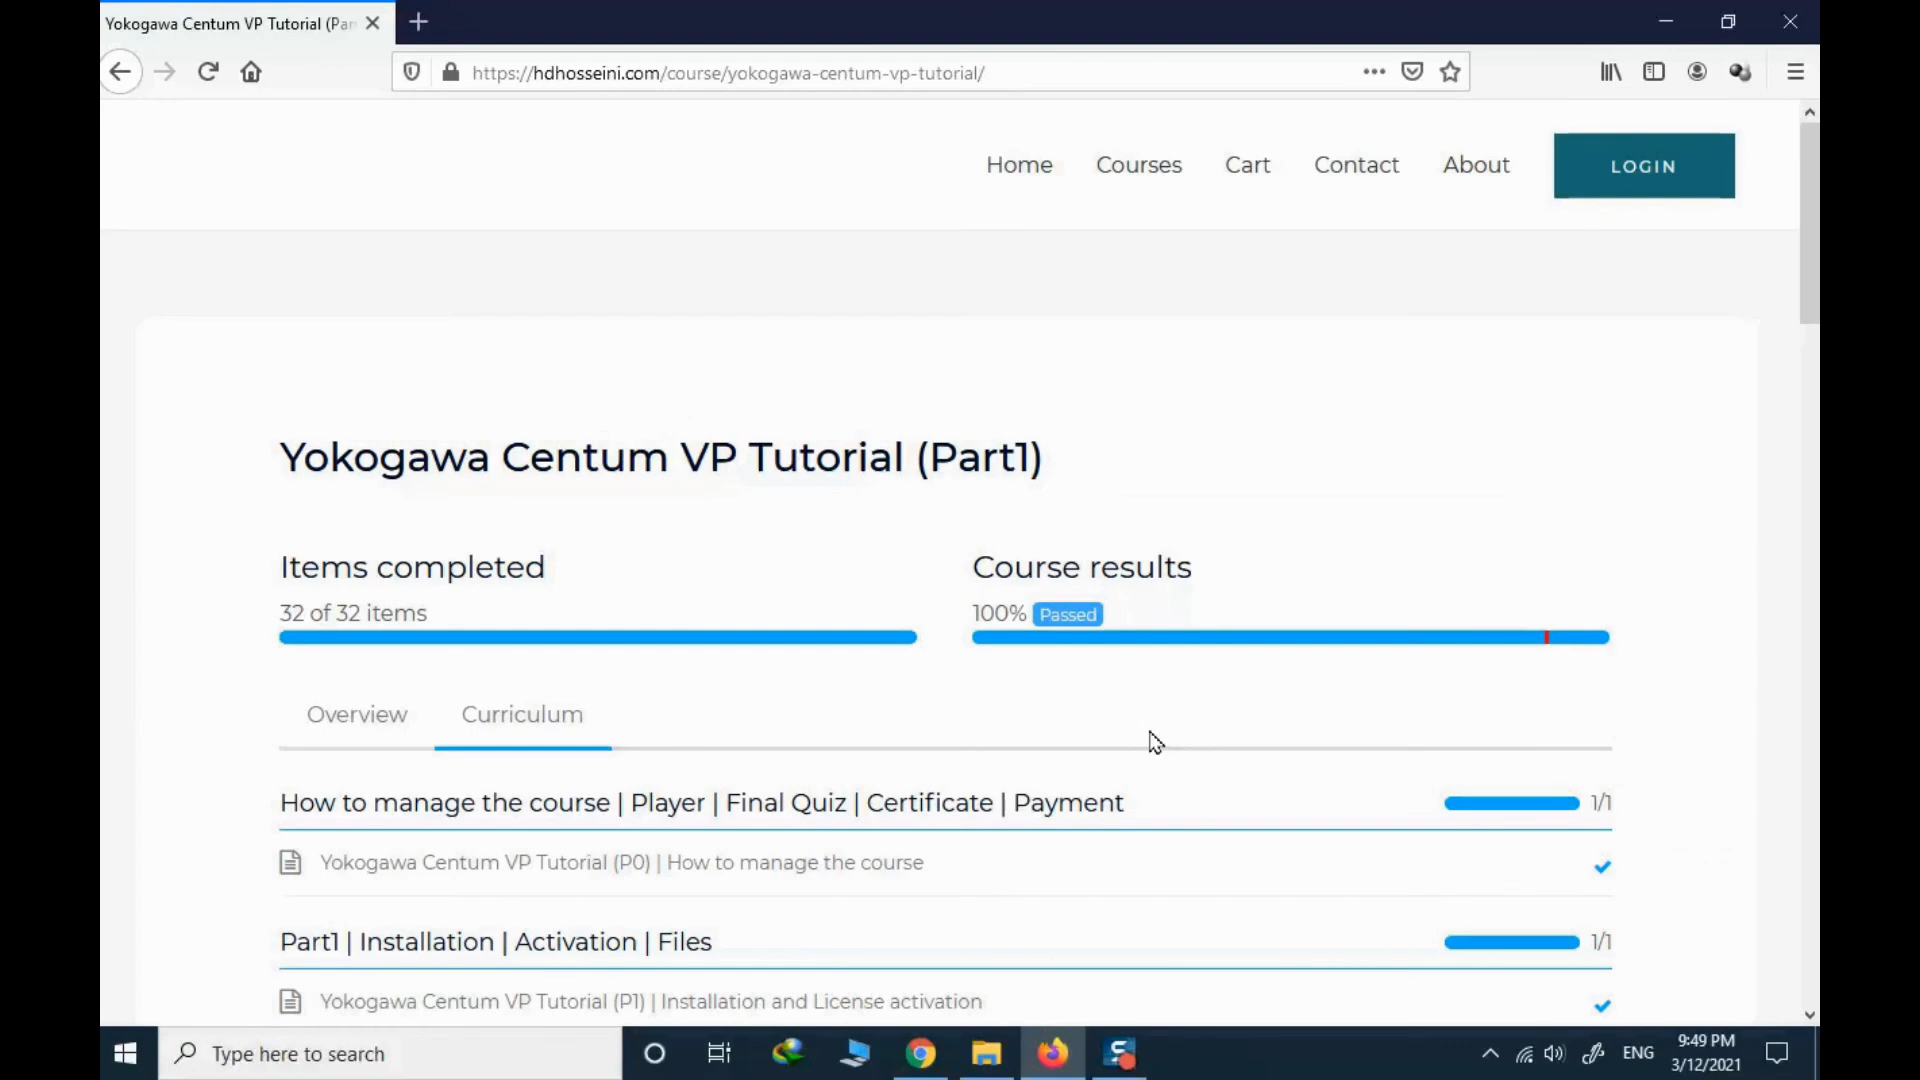 Yokogawa Centum VP Tutorial (Par
https://hdhosseini.com/course/yokogawa-centum-vp-tutorial/
Home Courses Cart Contact About LOGIN
Yokogawa Centum VP Tutorial (Part1)
Items completed
32 of 32 items
Course results
100% Passed
Overview Curriculum
How to manage the course | Player | Final Quiz | Certificate | Payment 1/1
Yokogawa Centum VP Tutorial (P0) | How to manage the course
Part1 | Installation | Activation | Files 1/1
Yokogawa Centum VP Tutorial (P1) | Installation and License activation
Type here to search
ENG
9:49 PM
3/12/2021